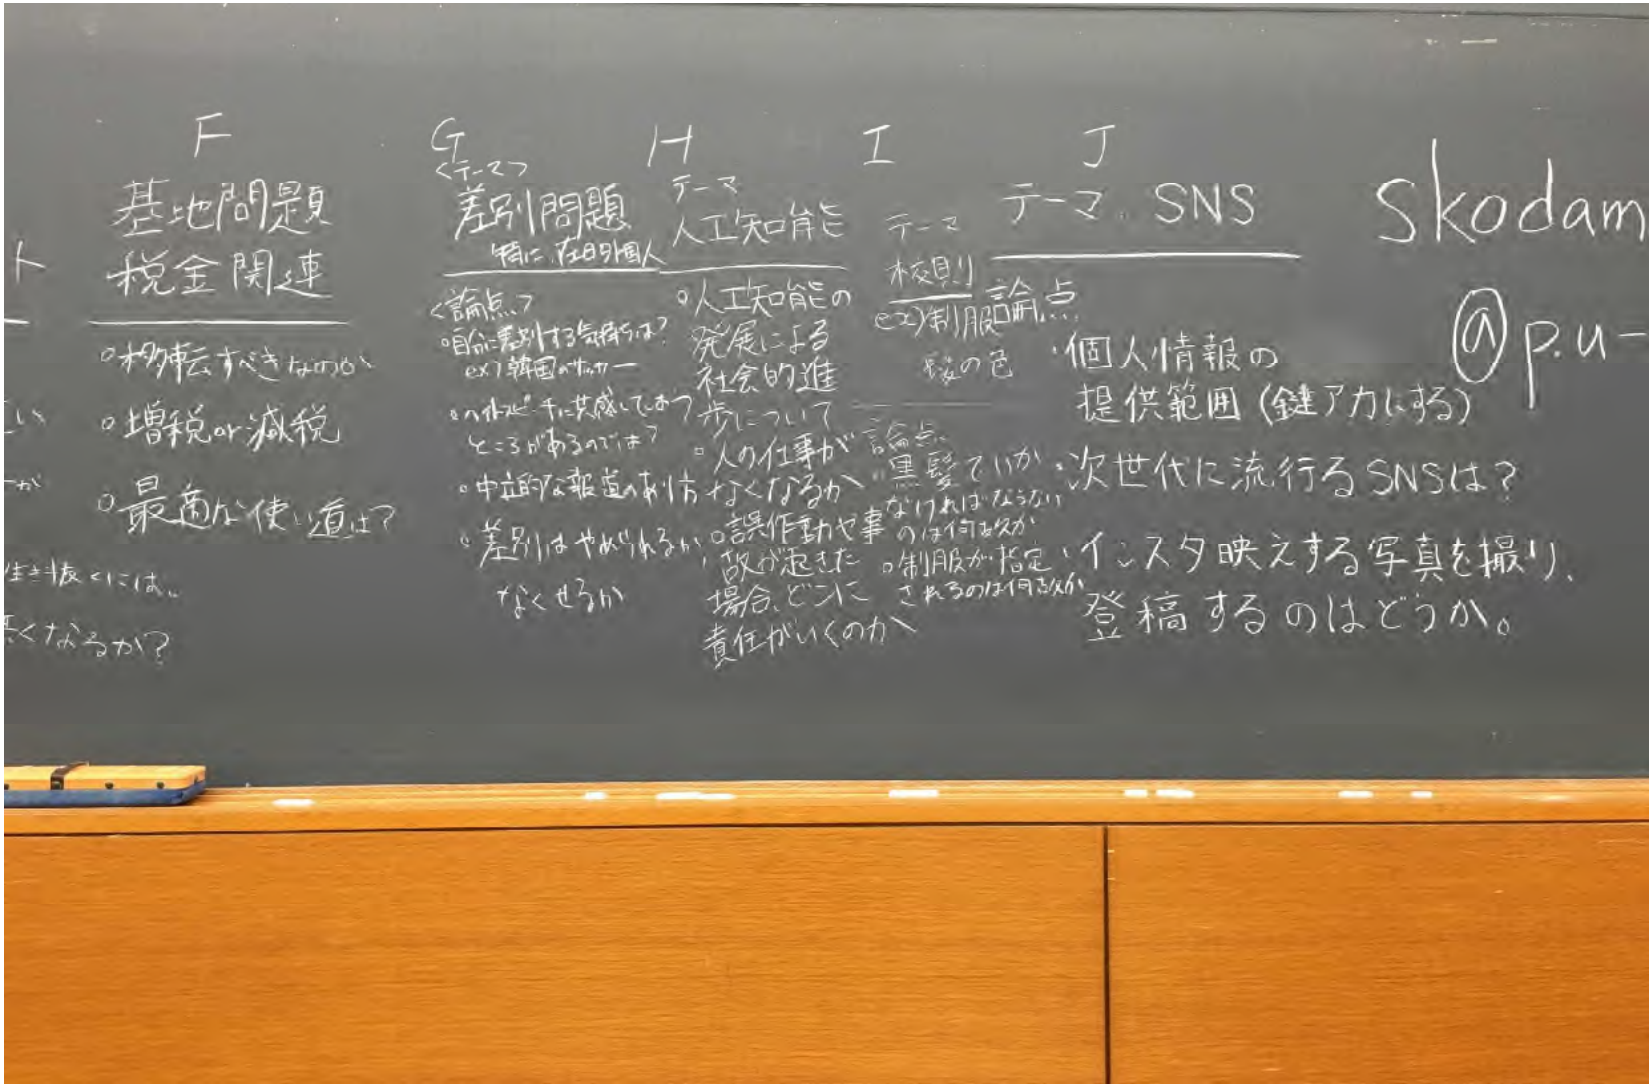 ト
F
基地問題
税金関連
○移転すべきなのか
○増税or減税
○最適な使い道は?
生き抜くには、
くなるか?
G
<テーマ>
差別問題
特に、在日外国人
<論点>
○自分に差別する気持ちは?
ex) 韓国のサッカー
○ヘイトスピーチに共感してしまう
ところがあるのでは?
○中立的な報道のあり方
○差別はやめられるか、
なくせるか
H
テーマ
人工知能
○人工知能の
発展による
社会的進
歩について
○人の仕事が
なくなるか
○誤作動や事
故が起きた
場合、どこに
責任がいくのか
I
テーマ
校則
ex)制服
髪の色
論点
○黒髪でいか
なければならない
のは何故か
○制服が指定
されるのは何故か
J
テーマ SNS
論点
・個人情報の
提供範囲(鍵アカにする)
・次世代に流行るSNSは?
・インスタ映えする写真を撮り、
登稿するのはどうか。
skodam
@p.u-